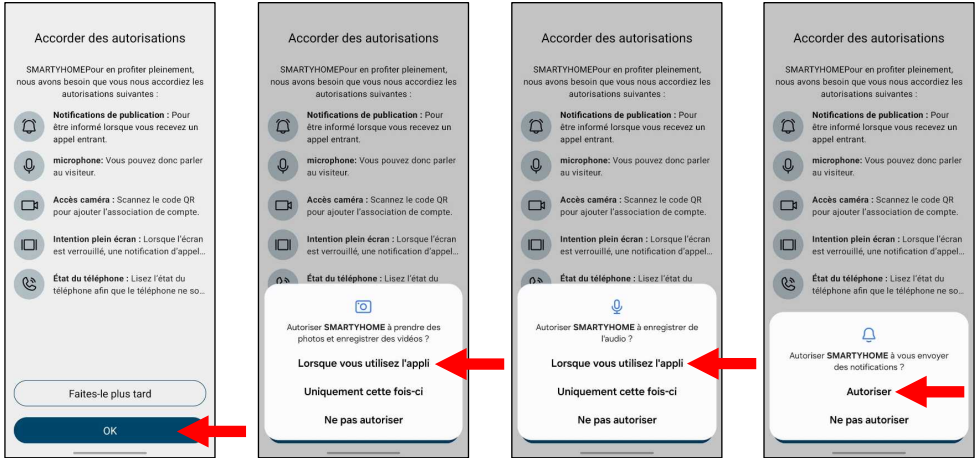 Accorder des autorisations
SMARTYHOMEPour en profiter pleinement,
nous avons besoin que vous nous accordiez les
autorisations suivantes :
Notifications de publication : Pour
être informé lorsque vous recevez un
appel entrant.
microphone: Vous pouvez donc parler
au visiteur.
Accès caméra : Scannez le code QR
pour ajouter l'association de compte.
Intention plein écran : Lorsque l'écran
est verrouillé, une notification d'appel...
État du téléphone : Lisez l'état du
téléphone afin que le téléphone ne so...
Faites-le plus tard
OK
Accorder des autorisations
SMARTYHOMEPour en profiter pleinement,
nous avons besoin que vous nous accordiez les
autorisations suivantes :
Notifications de publication : Pour
être informé lorsque vous recevez un
appel entrant.
microphone: Vous pouvez donc parler
au visiteur.
Accès caméra : Scannez le code QR
pour ajouter l'association de compte.
Intention plein écran : Lorsque l'écran
est verrouillé, une notification d'appel...
État du téléphone : Lisez l'état du
Autoriser SMARTYHOME à prendre des
photos et enregistrer des vidéos ?
Lorsque vous utilisez l'appli
Uniquement cette fois-ci
Ne pas autoriser
Accorder des autorisations
SMARTYHOMEPour en profiter pleinement,
nous avons besoin que vous nous accordiez les
autorisations suivantes :
Notifications de publication : Pour
être informé lorsque vous recevez un
appel entrant.
microphone: Vous pouvez donc parler
au visiteur.
Accès caméra : Scannez le code QR
pour ajouter l'association de compte.
Intention plein écran : Lorsque l'écran
est verrouillé, une notification d'appel...
État du téléphone : Lisez l'état du
Autoriser SMARTYHOME à enregistrer de
l'audio ?
Lorsque vous utilisez l'appli
Uniquement cette fois-ci
Ne pas autoriser
Accorder des autorisations
SMARTYHOMEPour en profiter pleinement,
nous avons besoin que vous nous accordiez les
autorisations suivantes :
Notifications de publication : Pour
être informé lorsque vous recevez un
appel entrant.
microphone: Vous pouvez donc parler
au visiteur.
Accès caméra : Scannez le code QR
pour ajouter l'association de compte.
Intention plein écran : Lorsque l'écran
est verrouillé, une notification d'appel...
État du téléphone : Lisez l'état du
téléphone afin que le téléphone ne so...
Autoriser SMARTYHOME à vous envoyer
des notifications ?
Autoriser
Ne pas autoriser